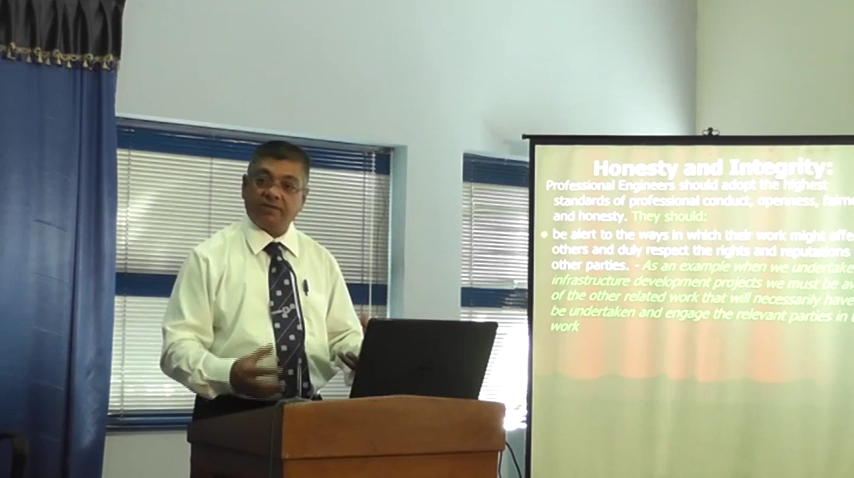 Honesty and Integrity:
Professional Engineers should adopt the highest
standards of professional conduct, openness,
and honesty. They should:
be alert to the ways in which their work might
others and duly respect the rights and reputations
other parties. - As an example when we undertake
infrastructure development projects we must be
of the other related work that will necessarily have
be undertaken and engage the relevant parties in
work